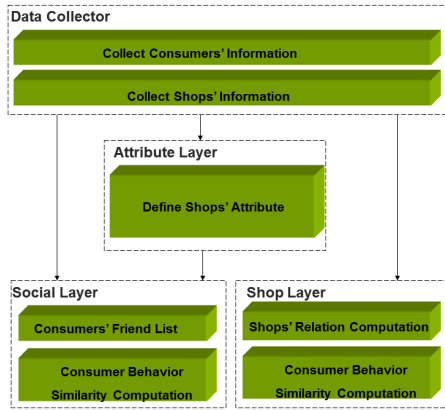 Data Collector
Collect Consumers' Information
Collect Shops' Information
Attribute Layer
Define Shops' Attribute
Social Layer
Consumers' Friend List
Consumer Behavior
Similarity Computation
Shop Layer
Shops' Relation Computation
Consumer Behavior
Similarity Computation